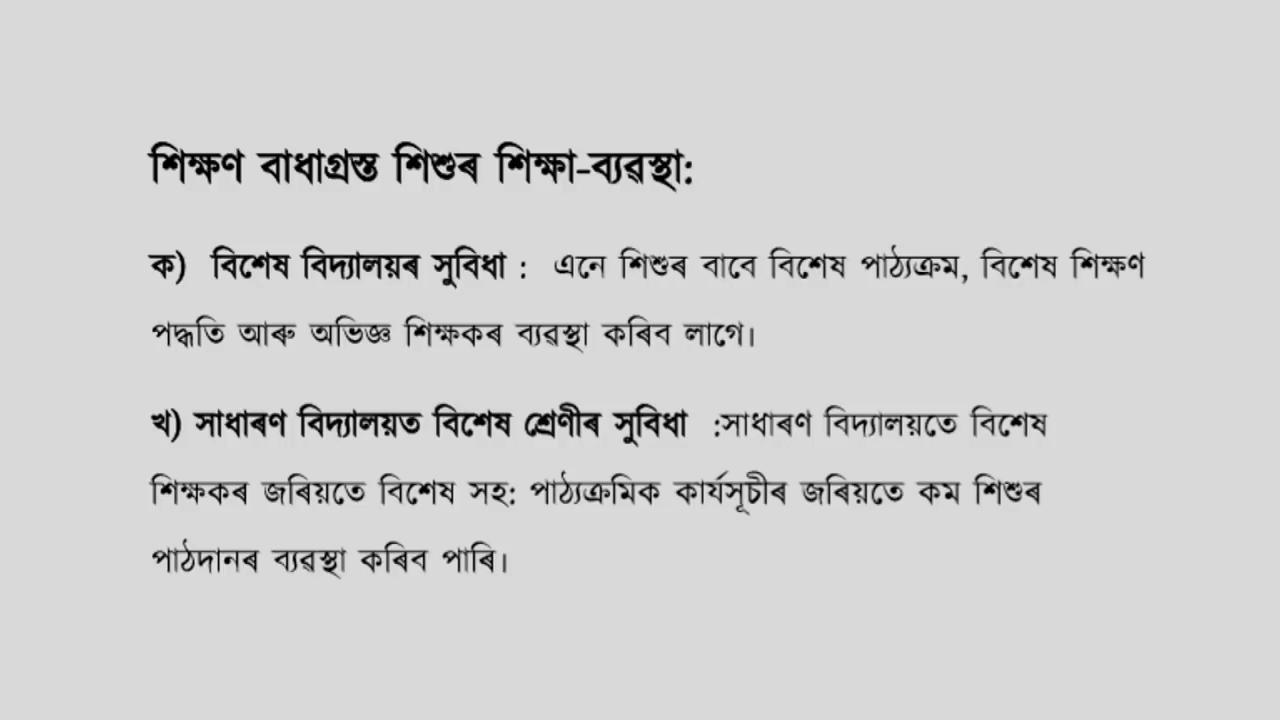 শিক্ষণ বাধাগ্ৰস্ত শিশুৰ শিক্ষা-ব্যৱস্থা:
ক) বিশেষ বিদ্যালয়ৰ সুবিধা : এনে শিশুৰ বাবে বিশেষ পাঠ্যক্ৰম, বিশেষ শিক্ষণ
পদ্ধতি আৰু অভিজ্ঞ শিক্ষকৰ ব্যৱস্থা কৰিব লাগে।
খ) সাধাৰণ বিদ্যালয়ত বিশেষ শ্ৰেণীৰ সুবিধা :সাধাৰণ বিদ্যালয়তে বিশেষ
শিক্ষকৰ জৰিয়তে বিশেষ সহ: পাঠ্যক্ৰমিক কাৰ্যসূচীৰ জৰিয়তে কম শিশুৰ
পাঠদানৰ ব্যৱস্থা কৰিব পাৰি।